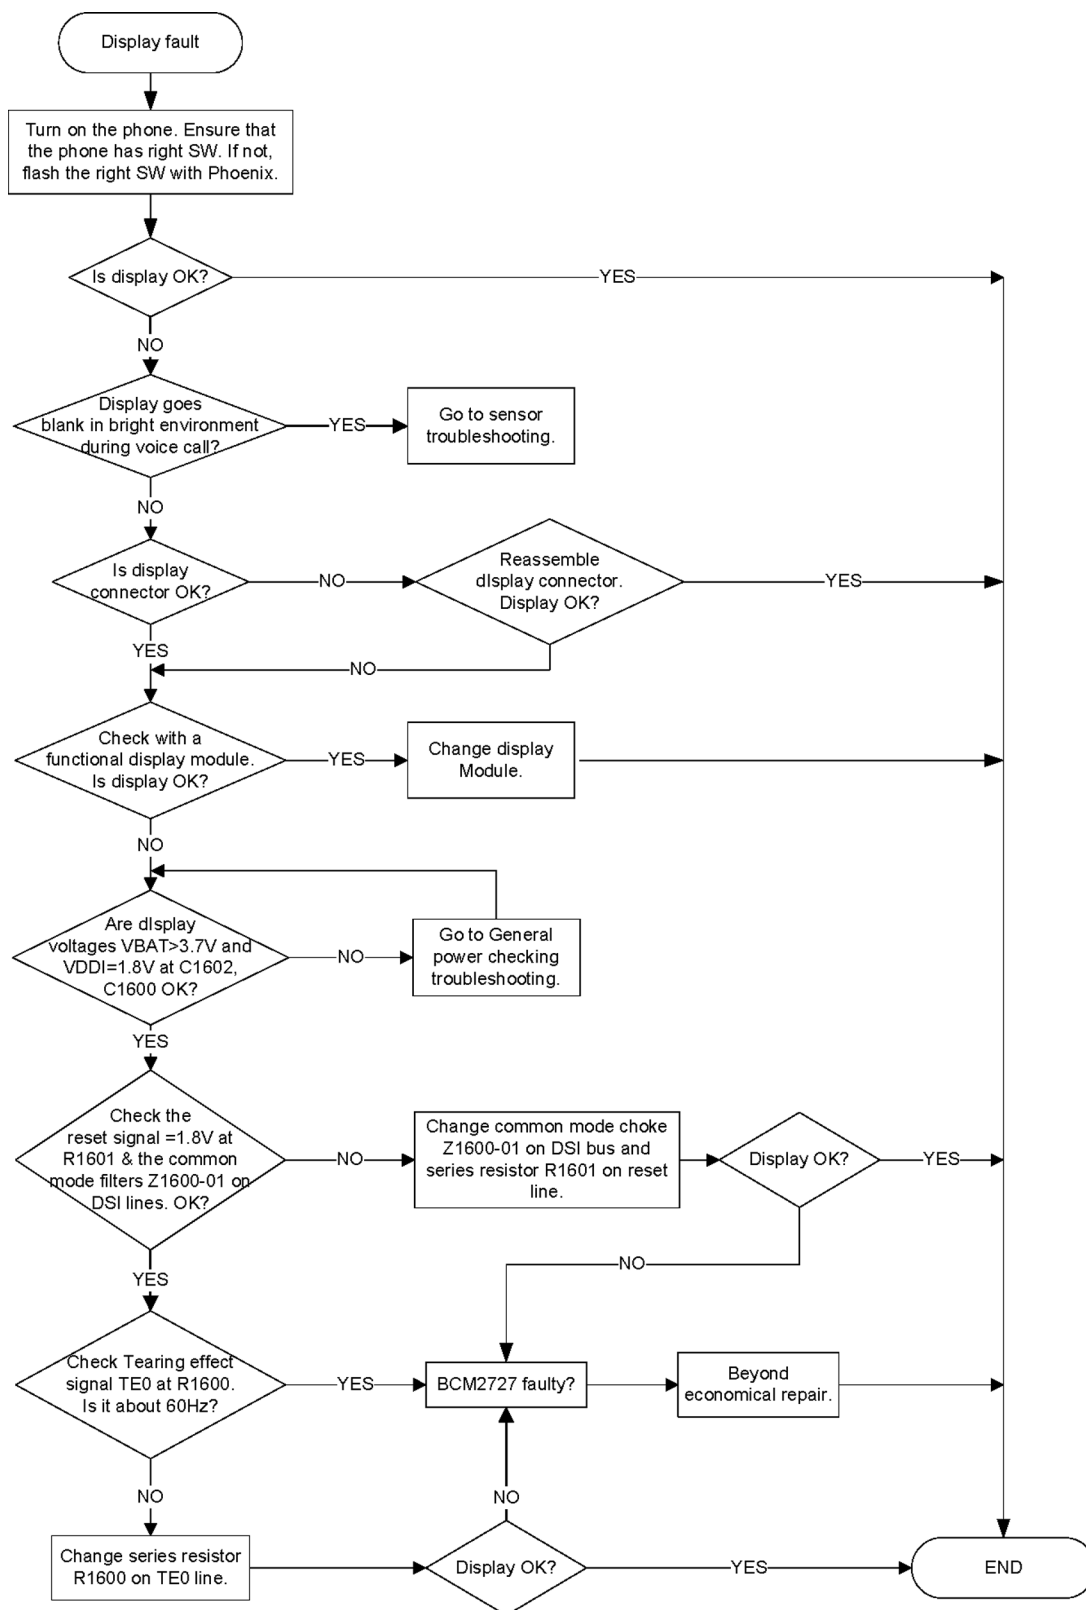 Display fault
Turn on the phone. Ensure that
the phone has right SW. If not,
flash the right SW with Phoenix.
Is display OK?
YES
NO
Display goes
blank in bright environment
during voice call?
YES
Go to sensor
troubleshooting.
NO
Is display
connector OK?
NO
Reassemble
dIsplay connector.
Display OK?
YES
YES
NO
Check with a
functional display module.
Is display OK?
YES
Change display
Module.
NO
Are dIsplay
voltages VBAT>3.7V and
VDDI=1.8V at C1602,
C1600 OK?
NO
Go to General
power checking
troubleshooting.
YES
Check the
reset signal =1.8V at
R1601 & the common
mode filters Z1600-01 on
DSI lines. OK?
NO
Change common mode choke
Z1600-01 on DSI bus and
series resistor R1601 on reset
line.
Display OK?
YES
NO
YES
Check Tearing effect
signal TE0 at R1600.
Is it about 60Hz?
YES
BCM2727 faulty?
Beyond
economical repair.
NO
NO
Change series resistor
R1600 on TE0 line.
Display OK?
YES
END